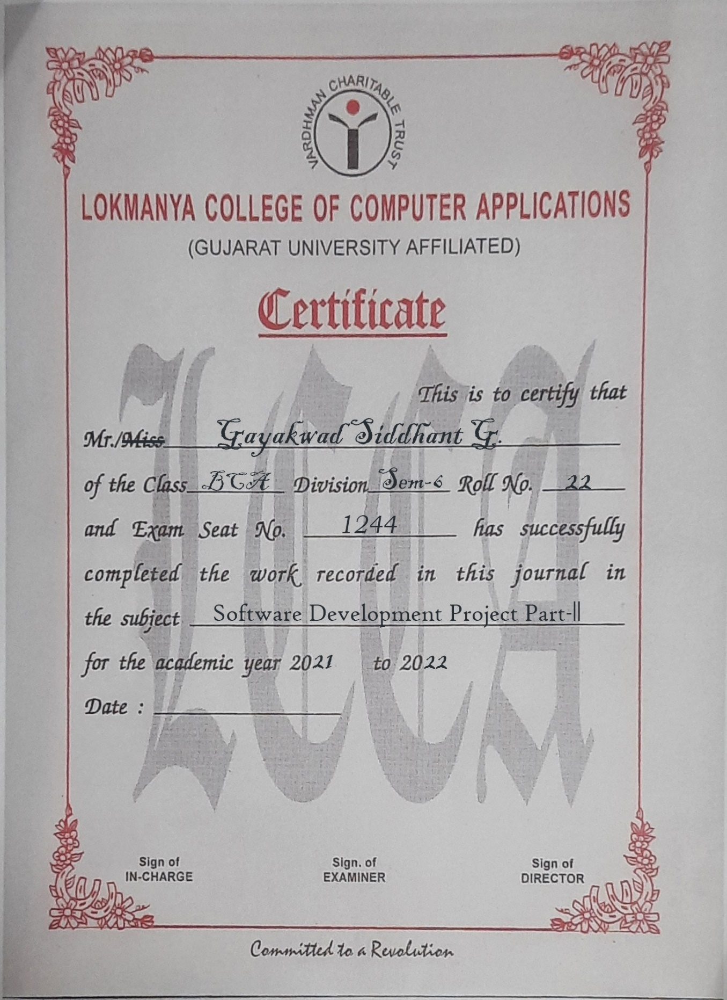 VARDHMAN CHARITABLE TRUST
LOKMANYA COLLEGE OF COMPUTER APPLICATIONS
(GUJARAT UNIVERSITY AFFILIATED)
Certificate
LCCA
This is to certify that
Mr./Miss Gayakwad Siddhant G.
of the Class BCA Division Sem-6 Roll No. 22
and Exam Seat No. 1244 has successfully
completed the work recorded in this journal in
the subject Software Development Project Part-II
for the academic year 2021 to 2022
Date :
Sign of Sign. of Sign of
IN-CHARGE EXAMINER DIRECTOR
Committed to a Revolution